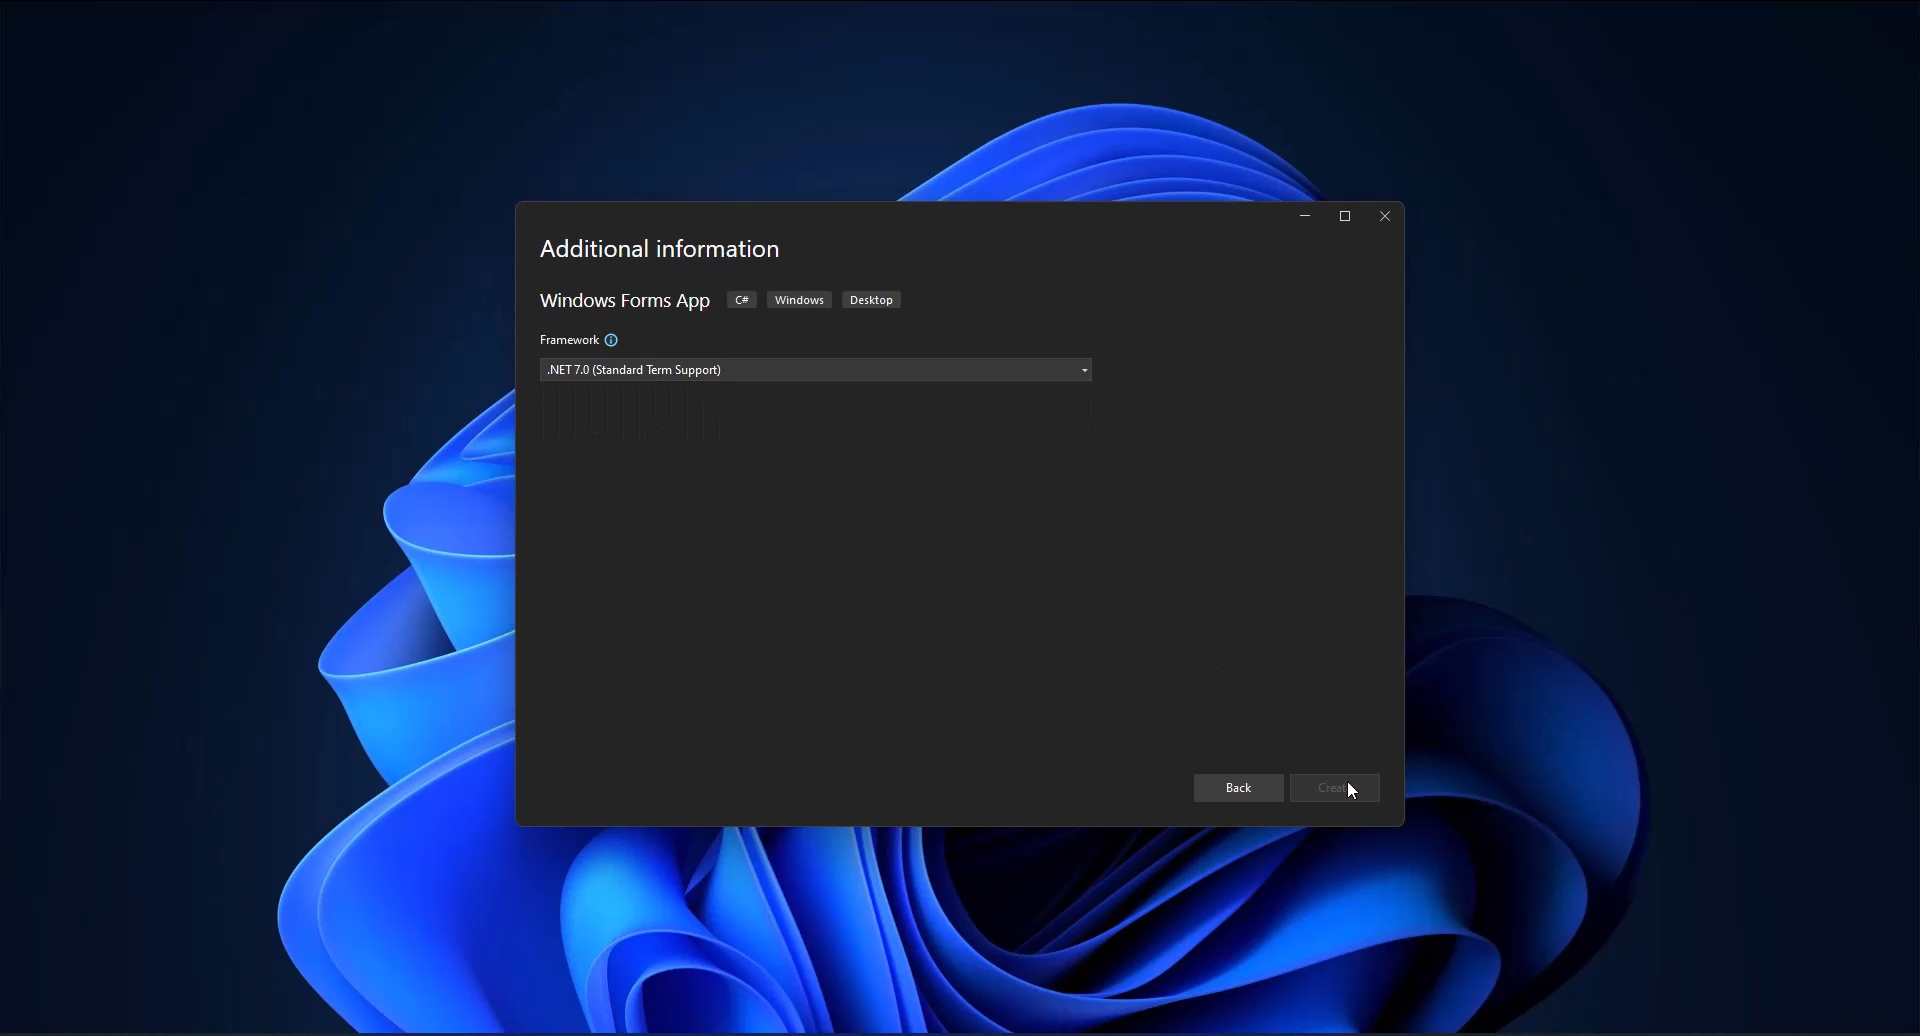 Additional information
Windows Forms App C# Windows Desktop
Framework
.NET 7.0 (Standard Term Support)
Back